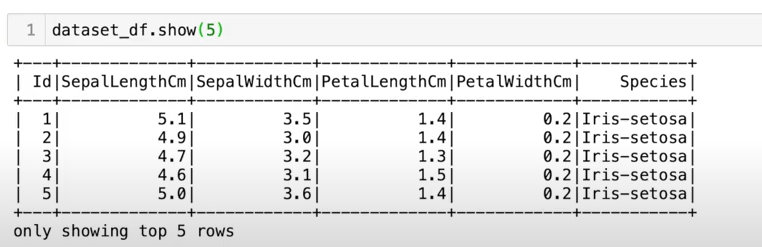 1 dataset_df.show(5)
+---+-------------+------------+-------------+------------+-----------+
| Id|SepalLengthCm|SepalWidthCm|PetalLengthCm|PetalWidthCm|    Species|
+---+-------------+------------+-------------+------------+-----------+
|  1|          5.1|         3.5|          1.4|         0.2|Iris-setosa|
|  2|          4.9|         3.0|          1.4|         0.2|Iris-setosa|
|  3|          4.7|         3.2|          1.3|         0.2|Iris-setosa|
|  4|          4.6|         3.1|          1.5|         0.2|Iris-setosa|
|  5|          5.0|         3.6|          1.4|         0.2|Iris-setosa|
+---+-------------+------------+-------------+------------+-----------+
only showing top 5 rows